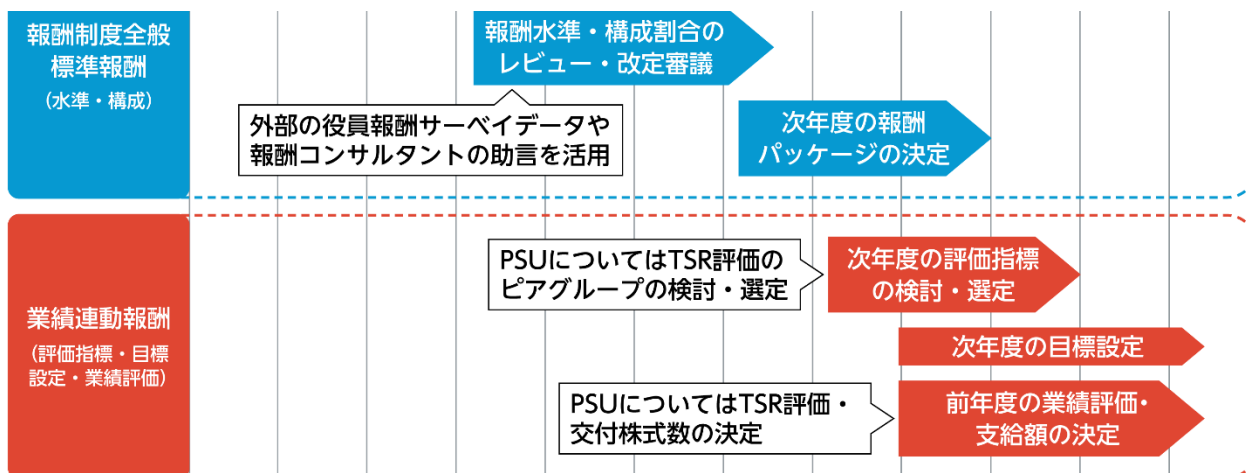 報酬制度全般
標準報酬
（水準・構成）
報酬水準・構成割合の
レビュー・改定審議
外部の役員報酬サーベイデータや
報酬コンサルタントの助言を活用
次年度の報酬
パッケージの決定
業績連動報酬
（評価指標・目標
設定・業績評価）
PSUについてはTSR評価の
ピアグループの検討・選定
次年度の評価指標
の検討・選定
次年度の目標設定
PSUについてはTSR評価・
交付株式数の決定
前年度の業績評価・
支給額の決定